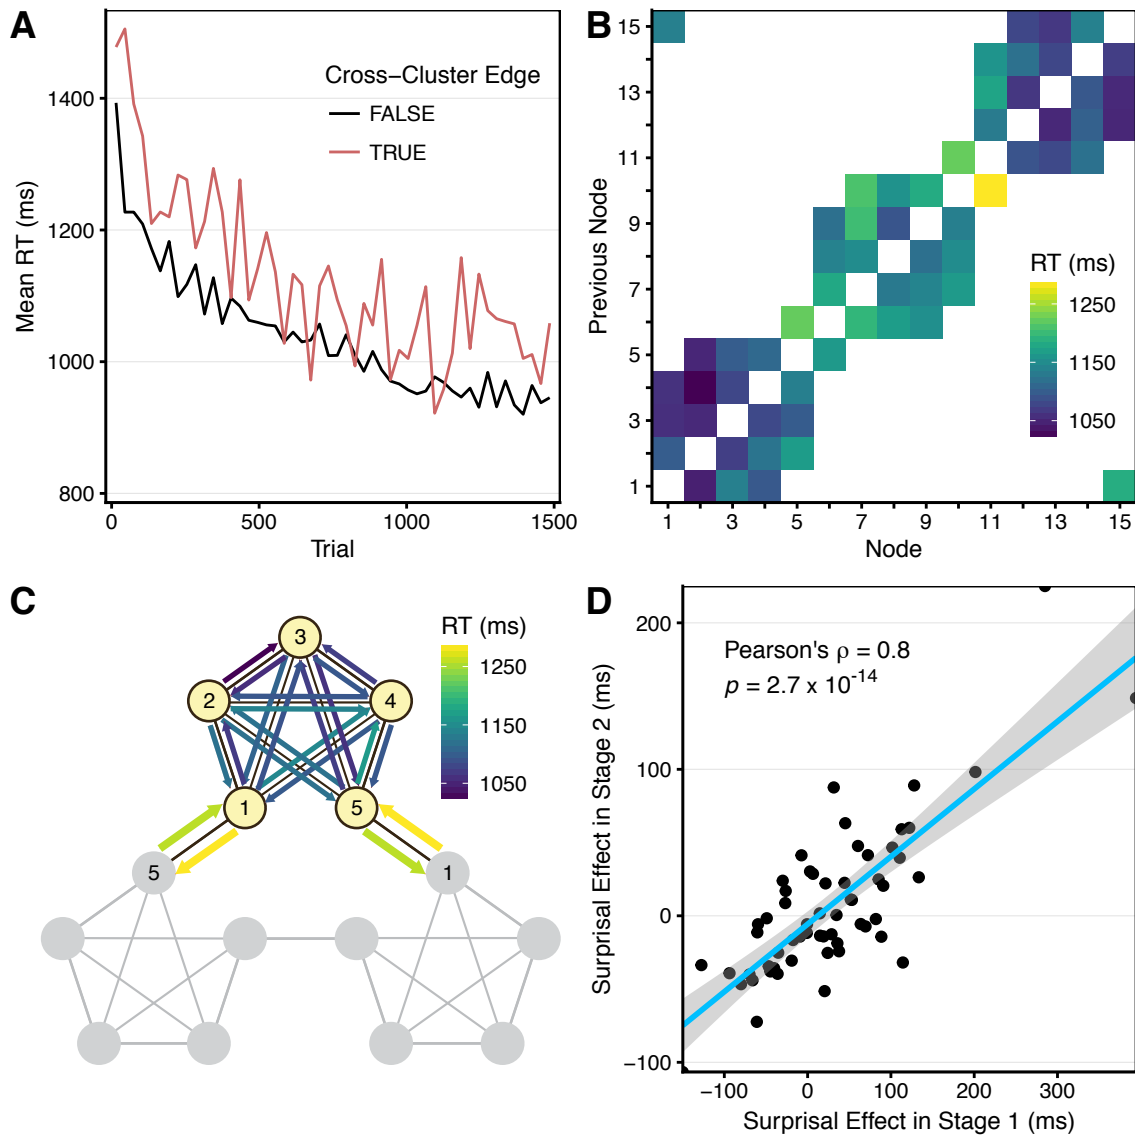 A
Cross−Cluster Edge
FALSE
TRUE
Mean RT (ms)
1400
1200
1000
800
0
500
1000
1500
Trial
B
Previous Node
15
13
11
9
7
5
3
1
RT (ms)
1250
1150
1050
1
3
5
7
9
11
13
15
Node
C
RT (ms)
1250
1150
1050
3
2
4
1
5
5
1
D
Pearson's ρ = 0.8
p = 2.7 x 10⁻¹⁴
Surprisal Effect in Stage 2 (ms)
200
100
0
−100
−100
0
100
200
300
Surprisal Effect in Stage 1 (ms)